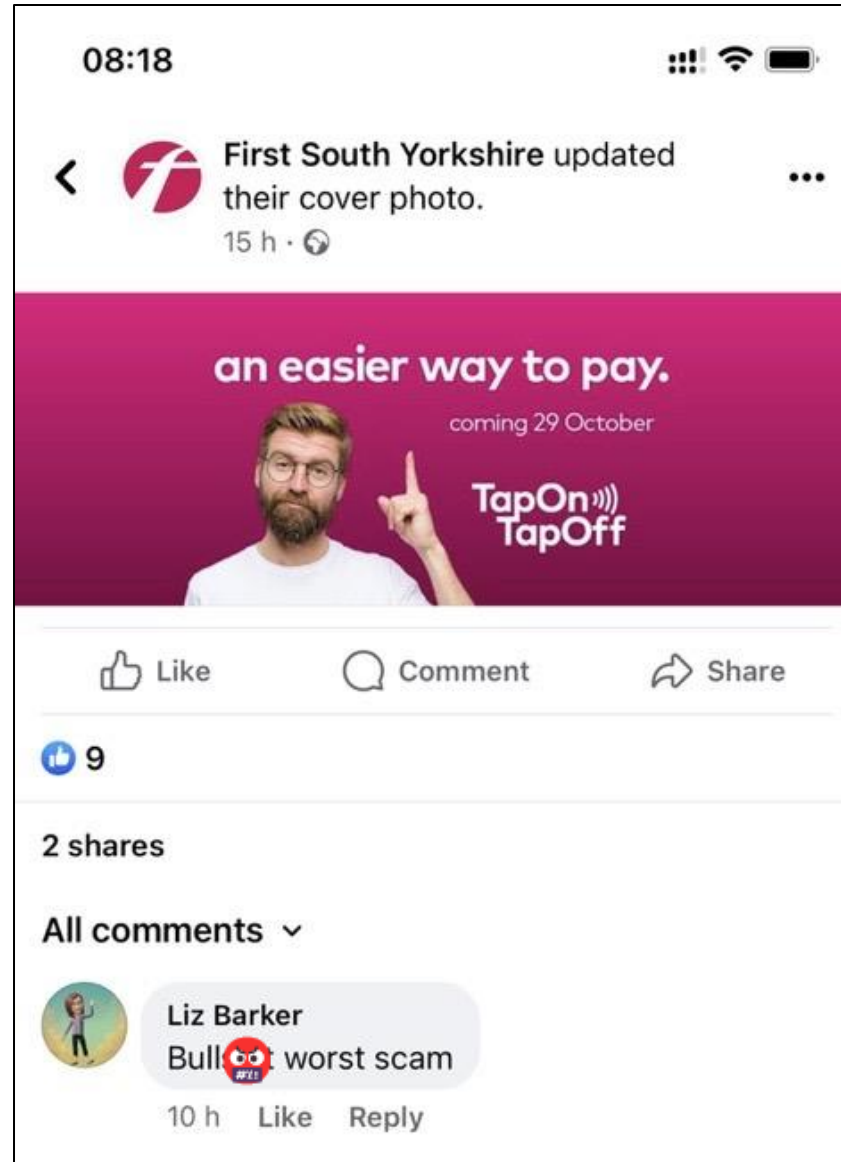 08:18
First South Yorkshire updated
their cover photo.
15 h ·
an easier way to pay.
coming 29 October
TapOn
TapOff
Like Comment Share
9
2 shares
All comments
Liz Barker
Bulls😡t worst scam
10 h Like Reply